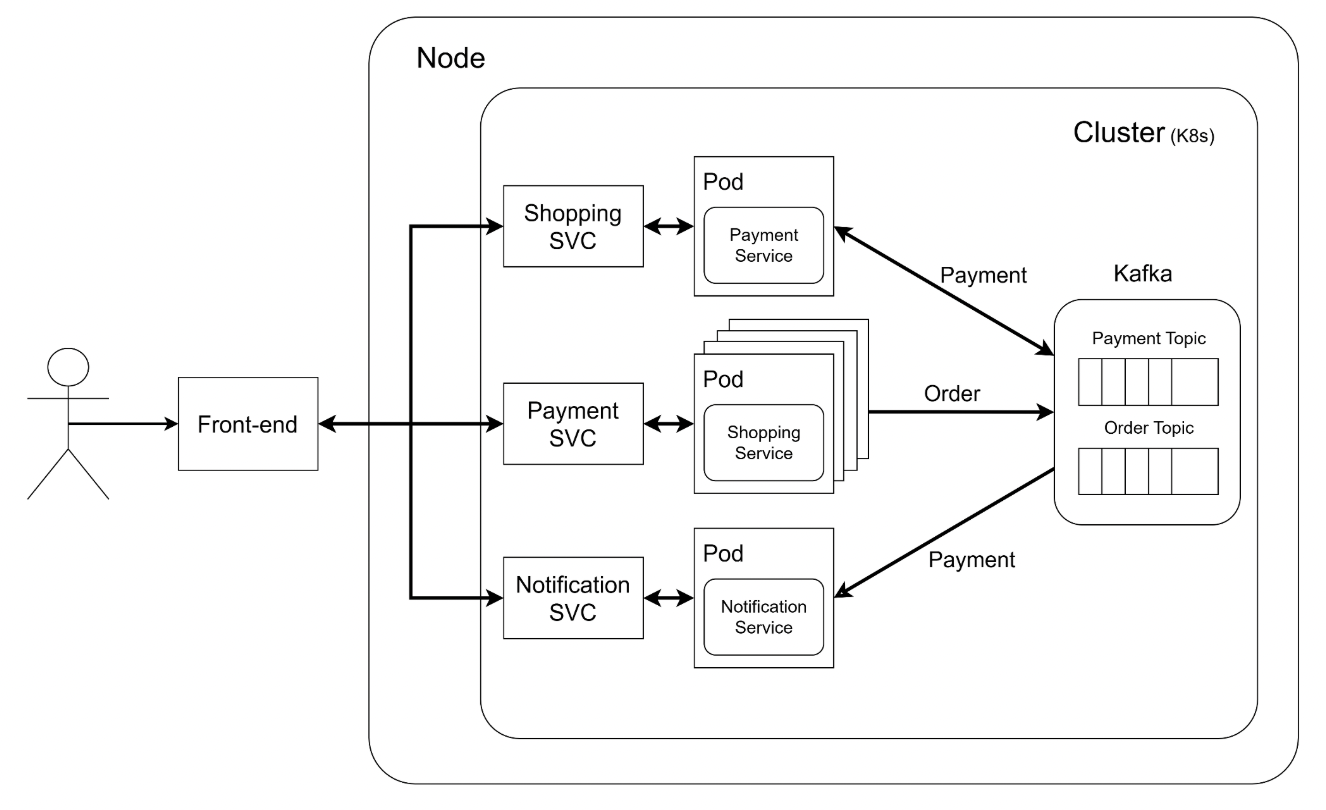 Node
Cluster (K8s)
Shopping
SVC
Pod
Payment
Service
Payment
Kafka
Payment Topic
Order Topic
Front-end
Payment
SVC
Pod
Shopping
Service
Order
Notification
SVC
Pod
Notification
Service
Payment